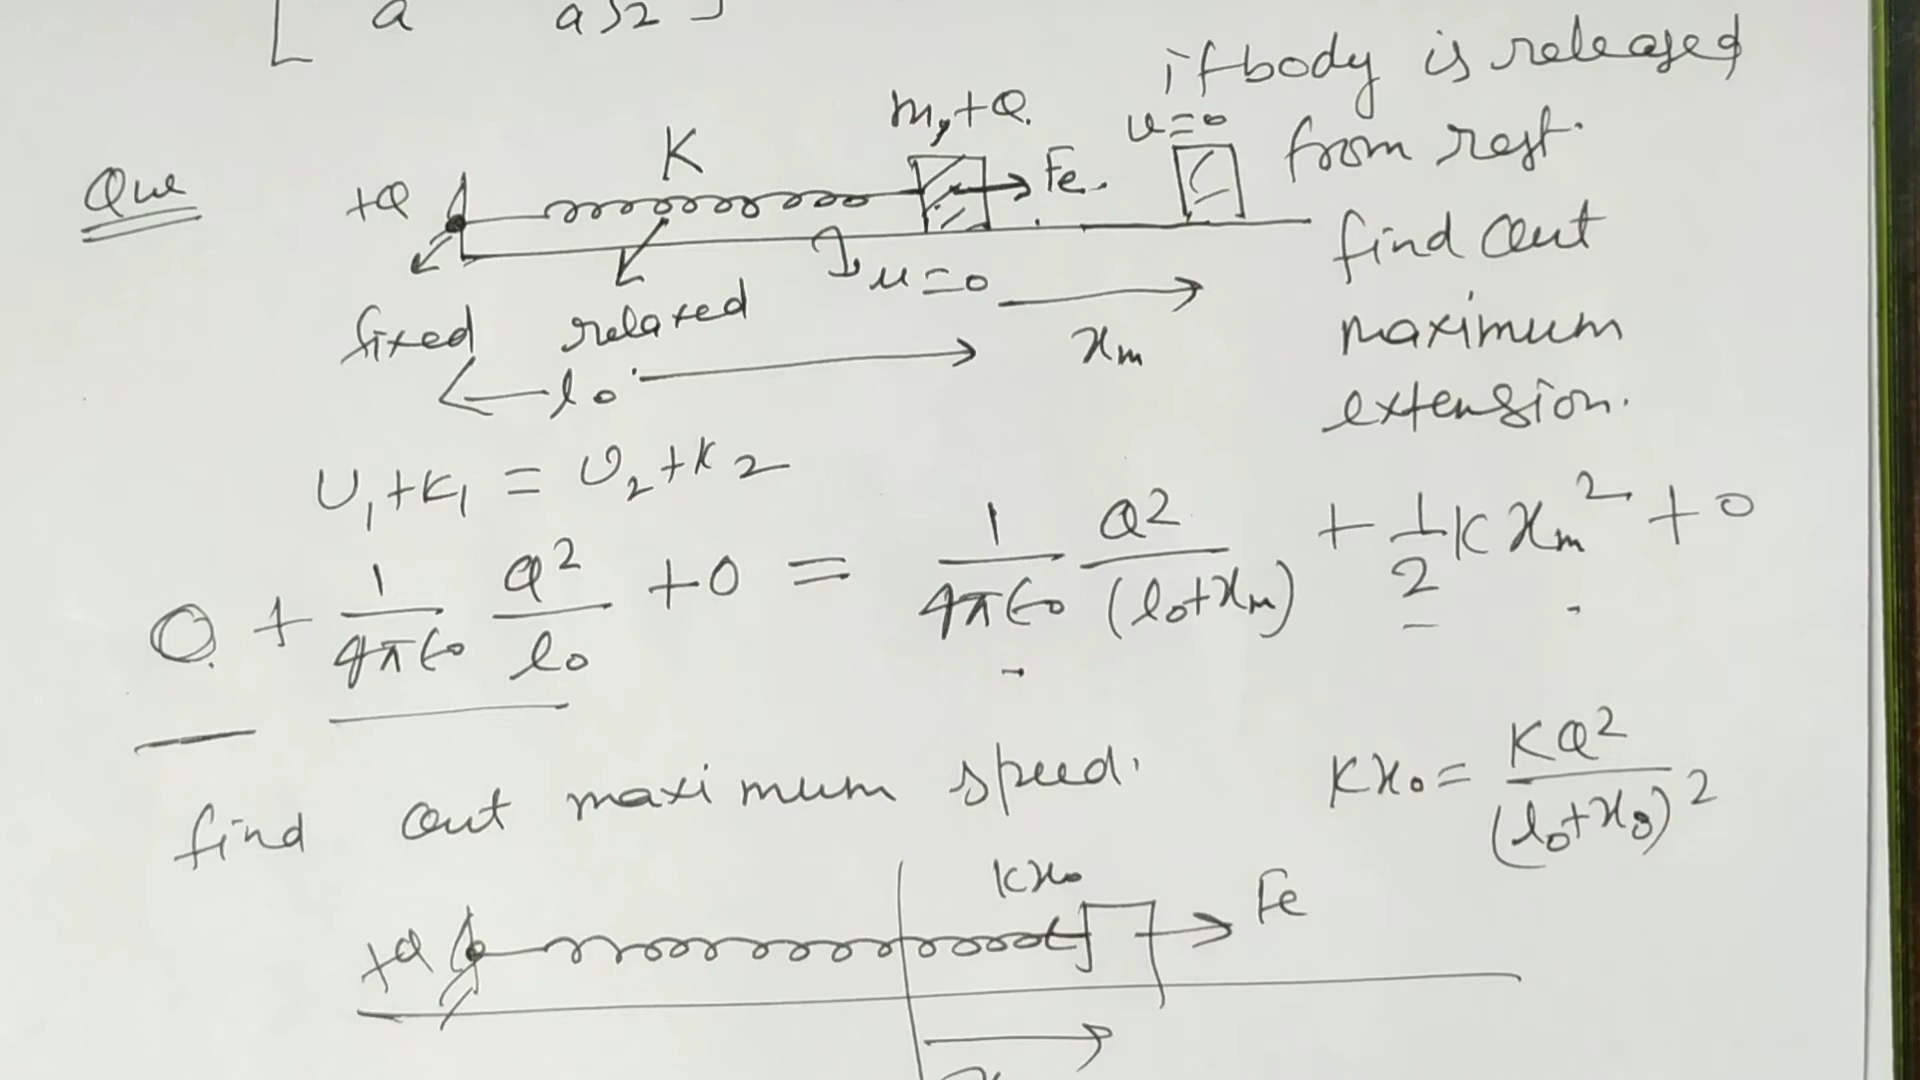 [ a a√2 ]
if body is released
m, +Q.
v=0
from rest.
Que
+Q
K
Fe.
find out
μ=0
fixed
relaxed
xm
maximum
l0
extension.
U1+K1 = U2+K2
0 + 1/4πϵ0 Q²/l0 + 0 = 1/4πϵ0 Q²/(l0+xm) + 1/2 K xm² + 0
find out maximum speed.
Kx0 = KQ²/(l0+x0)²
Kx0
Fe
+Q